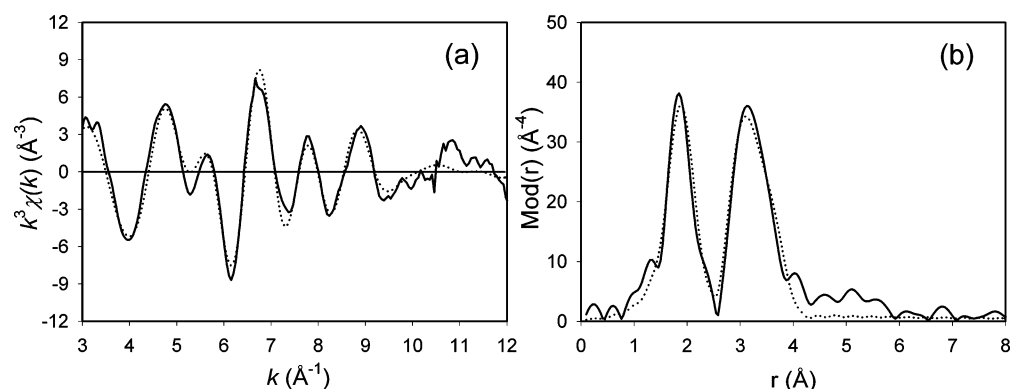 12
9
6
3
0
-3
-6
-9
-12
k³χ(k) (Å⁻³)
(a)
3 4 5 6 7 8 9 10 11 12
k (Å⁻¹)
50
40
30
20
10
0
Mod(r) (Å⁻⁴)
(b)
0 1 2 3 4 5 6 7 8
r (Å)